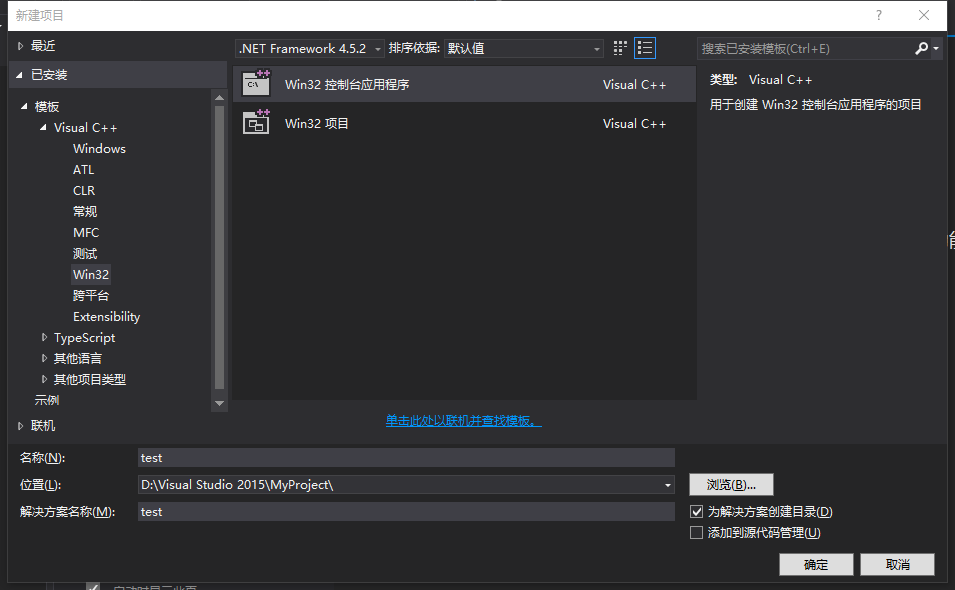 新建项目
?
最近
.NET Framework 4.5.2
排序依据: 默认值
搜索已安装模板(Ctrl+E)
已安装
模板
Visual C++
Windows
ATL
CLR
常规
MFC
测试
Win32
跨平台
Extensibility
TypeScript
其他语言
其他项目类型
示例
联机
Win32 控制台应用程序 Visual C++
Win32 项目 Visual C++
类型: Visual C++
用于创建 Win32 控制台应用程序的项目
单击此处以联机并查找模板。
名称(N): test
位置(L): D:\Visual Studio 2015\MyProject\ 浏览(B)...
解决方案名称(M): test
为解决方案创建目录(D)
添加到源代码管理(U)
确定 取消